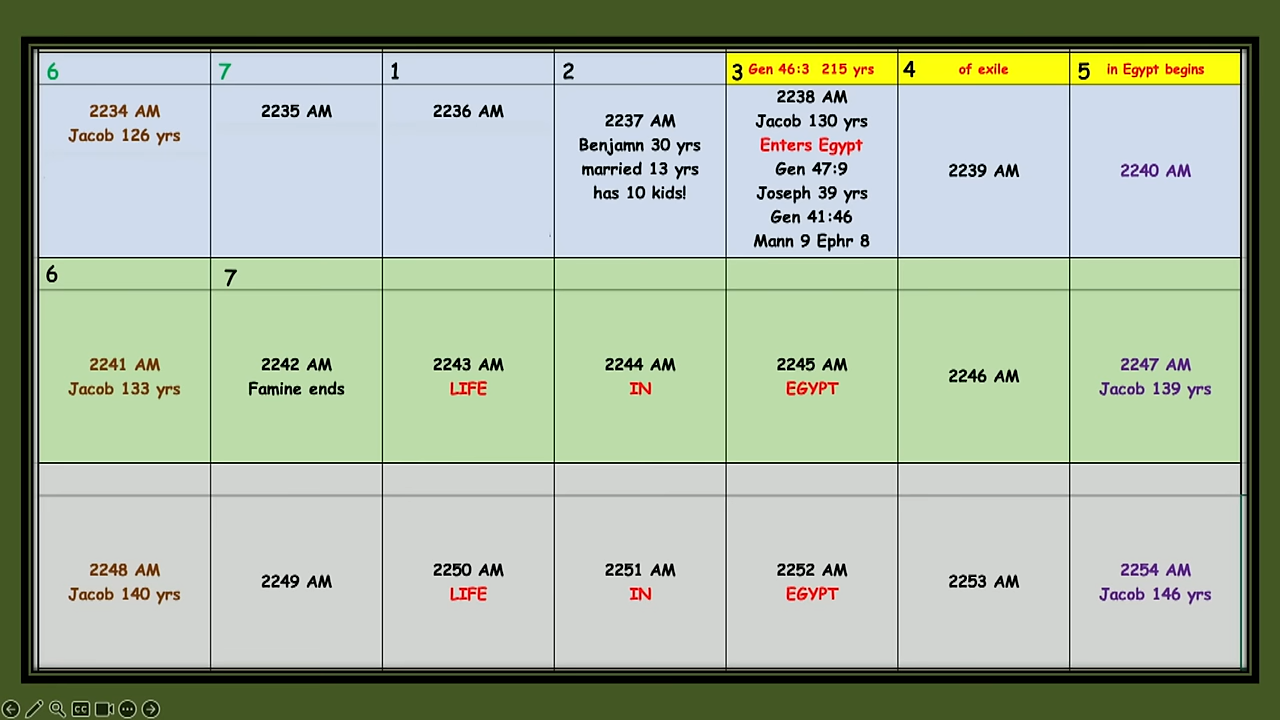 6
7
1
2
3 Gen 46:3 215 yrs
4 of exile
5 in Egypt begins
2234 AM
Jacob 126 yrs
2235 AM
2236 AM
2237 AM
Benjamn 30 yrs
married 13 yrs
has 10 kids!
2238 AM
Jacob 130 yrs
Enters Egypt
Gen 47:9
Joseph 39 yrs
Gen 41:46
Mann 9 Ephr 8
2239 AM
2240 AM
6
7
2241 AM
Jacob 133 yrs
2242 AM
Famine ends
2243 AM
LIFE
2244 AM
IN
2245 AM
EGYPT
2246 AM
2247 AM
Jacob 139 yrs
2248 AM
Jacob 140 yrs
2249 AM
2250 AM
LIFE
2251 AM
IN
2252 AM
EGYPT
2253 AM
2254 AM
Jacob 146 yrs
CC